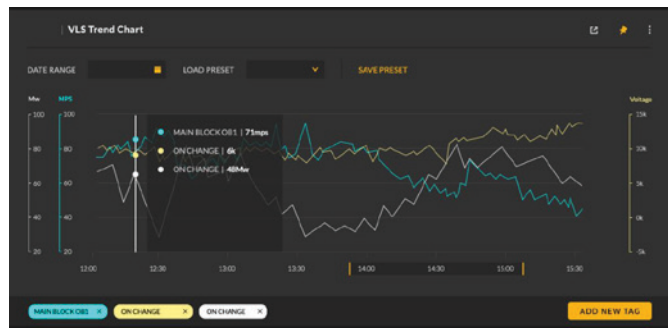 VLS Trend Chart
DATE RANGE LOAD PRESET SAVE PRESET
Mw MPS Voltage
100 100 15k
MAIN BLOCK OB1 | 71mps
80 80 10k
ON CHANGE | 6k
ON CHANGE | 48Mw
60 60 5k
40 40 0k
20 20 -5k
12:00 12:30 13:00 13:30 14:00 14:30 15:00 15:30
MAIN BLOCK OB1 × ON CHANGE × ON CHANGE × ADD NEW TAG